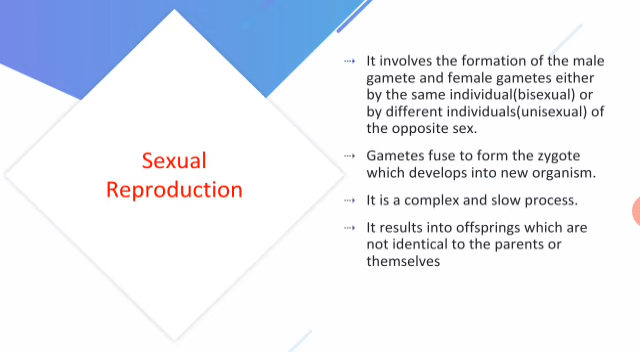 Sexual
Reproduction
It involves the formation of the male
gamete and female gametes either
by the same individual(bisexual) or
by different individuals(unisexual) of
the opposite sex.
Gametes fuse to form the zygote
which develops into new organism.
It is a complex and slow process.
It results into offsprings which are
not identical to the parents or
themselves